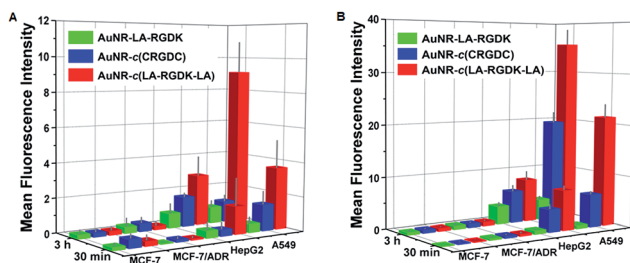 A
AuNR-LA-RGDK
AuNR-c(CRGDC)
AuNR-c(LA-RGDK-LA)
Mean Fluorescence Intensity
12
10
8
6
4
2
0
3 h
30 min
MCF-7
MCF-7/ADR
HepG2
A549
B
AuNR-LA-RGDK
AuNR-c(CRGDC)
AuNR-c(LA-RGDK-LA)
Mean Fluorescence Intensity
40
30
20
10
0
3 h
30 min
MCF-7
MCF-7/ADR
HepG2
A549